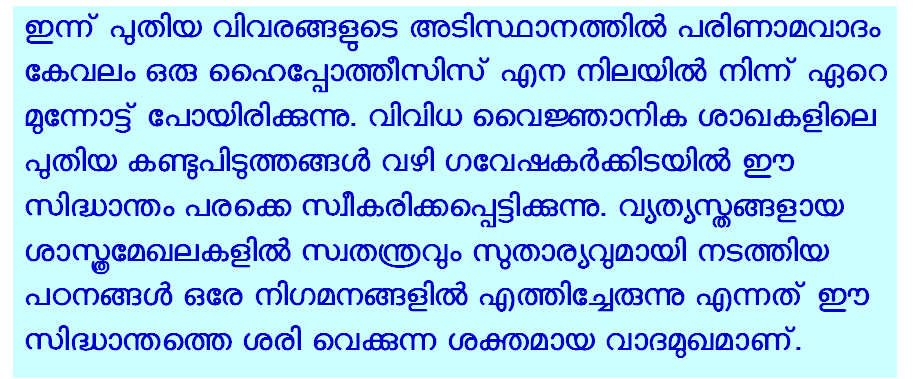 ഇന്ന് പുതിയ വിവരങ്ങളുടെ അടിസ്ഥാനത്തിൽ പരിണാമവാദം
കേവലം ഒരു ഹൈപ്പോത്തീസിസ് എന നിലയിൽ നിന്ന് ഏറെ
മുന്നോട്ട് പോയിരിക്കുന്നു. വിവിധ വൈജ്ഞാനിക ശാഖകളിലെ
പുതിയ കണ്ടുപിടുത്തങ്ങൾ വഴി ഗവേഷകർക്കിടയിൽ ഈ
സിദ്ധാന്തം പരക്കെ സ്വീകരിക്കപ്പെട്ടിക്കുന്നു. വ്യത്യസ്തങ്ങളായ
ശാസ്ത്രമേഖലകളിൽ സ്വതന്ത്രവും സുതാര്യവുമായി നടത്തിയ
പഠനങ്ങൾ ഒരേ നിഗമനങ്ങളിൽ എത്തിച്ചേരുന്നു എന്നത് ഈ
സിദ്ധാന്തത്തെ ശരി വെക്കുന്ന ശക്തമായ വാദമുഖമാണ്.